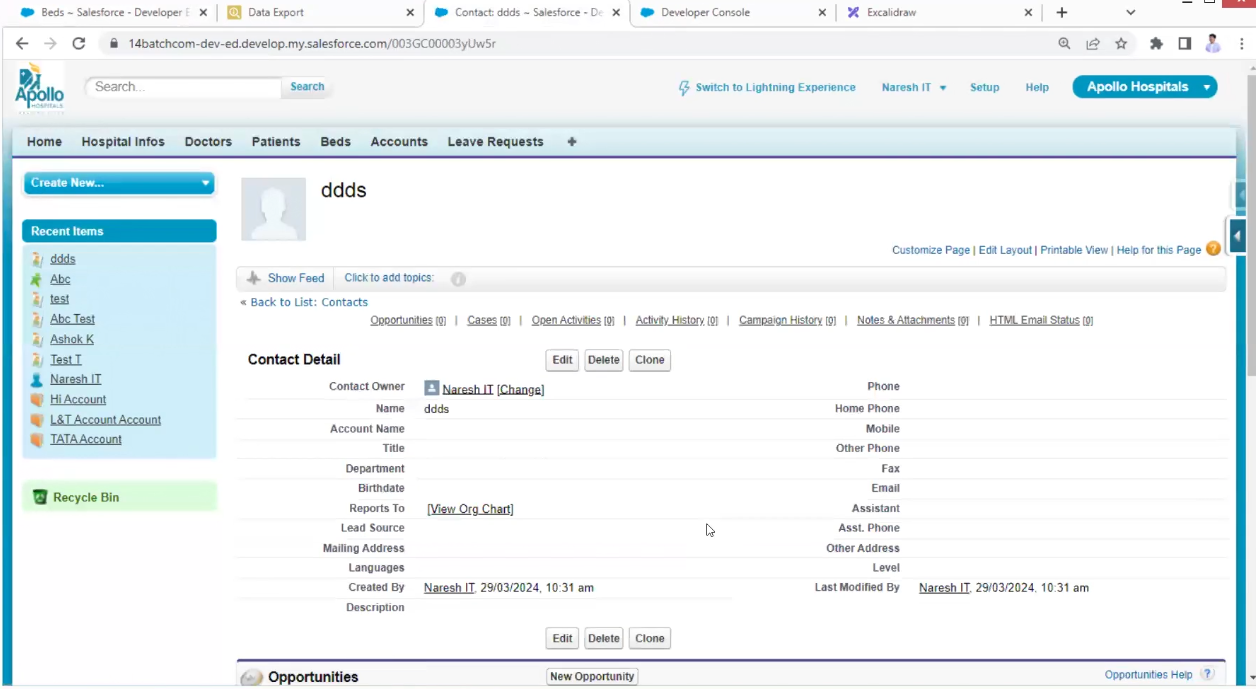 Beds ~ Salesforce - Developer E
Data Export
Contact: ddds ~ Salesforce - De
Developer Console
Excalidraw
14batchcom-dev-ed.develop.my.salesforce.com/003GC00003yUw5r
Apollo
HOSPITALS
Search...
Search
Switch to Lightning Experience
Naresh IT
Setup
Help
Apollo Hospitals
Home
Hospital Infos
Doctors
Patients
Beds
Accounts
Leave Requests
Create New...
ddds
Recent Items
ddds
Abc
test
Abc Test
Ashok K
Test T
Naresh IT
Hi Account
L&T Account Account
TATA Account
Recycle Bin
Customize Page | Edit Layout | Printable View | Help for this Page
Show Feed
Click to add topics:
« Back to List: Contacts
Opportunities [0] | Cases [0] | Open Activities [0] | Activity History [0] | Campaign History [0] | Notes & Attachments [0] | HTML Email Status [0]
Contact Detail
Edit Delete Clone
Contact Owner Naresh IT [Change] Phone
Name ddds Home Phone
Account Name Mobile
Title Other Phone
Department Fax
Birthdate Email
Reports To [View Org Chart] Assistant
Lead Source Asst. Phone
Mailing Address Other Address
Languages Level
Created By Naresh IT, 29/03/2024, 10:31 am Last Modified By Naresh IT, 29/03/2024, 10:31 am
Description
Edit Delete Clone
Opportunities
New Opportunity
Opportunities Help ?